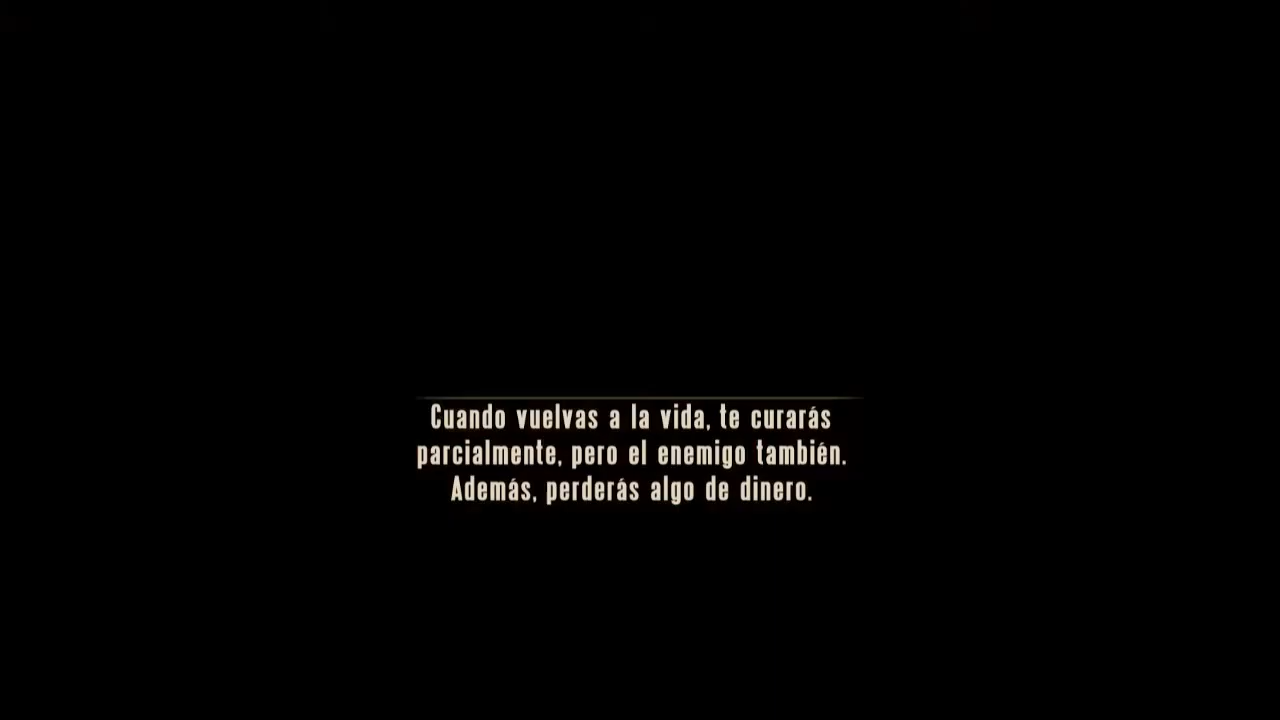 Cuando vuelvas a la vida, te curarás
parcialmente, pero el enemigo también.
Además, perderás algo de dinero.